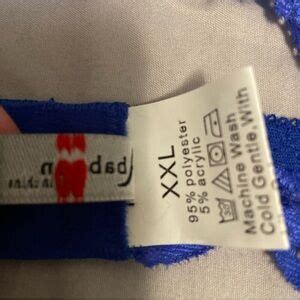 XXL
95% polyester
5% acrylic
Machine Wash
Cold Gentle, With